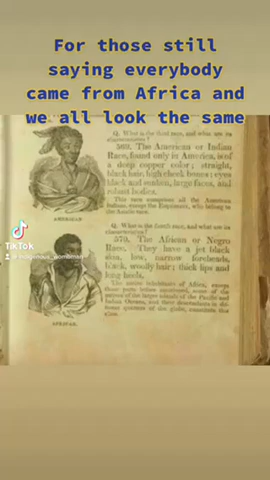 For those still
saying everybody
came from Africa and
we all look the same
Q. What is the third race, and what are its
characteristics?
569. The American or Indian
Race, found only in America, is of
a deep copper color; straight,
black hair, high cheek bones; eyes
black and sunken, large faces, and
robust bodies.
This race comprises all the American
Indians, except the Esquimaux, who belong to
the
AMERICAN.
Q. What is the fourth race, and what are its
characteristics?
570. The African or Negro
Race. They have a jet black
skin, low, narrow foreheads,
black, woolly hair; thick lips and
long heels.
The native inhabitants of Africa, except
those parts before mentioned, some of the
natives of the larger islands of the Pacific and
Indian Oceans, and their descendants in
quarters of the globe, constitute this
class.
AFRICAN.
TikTok